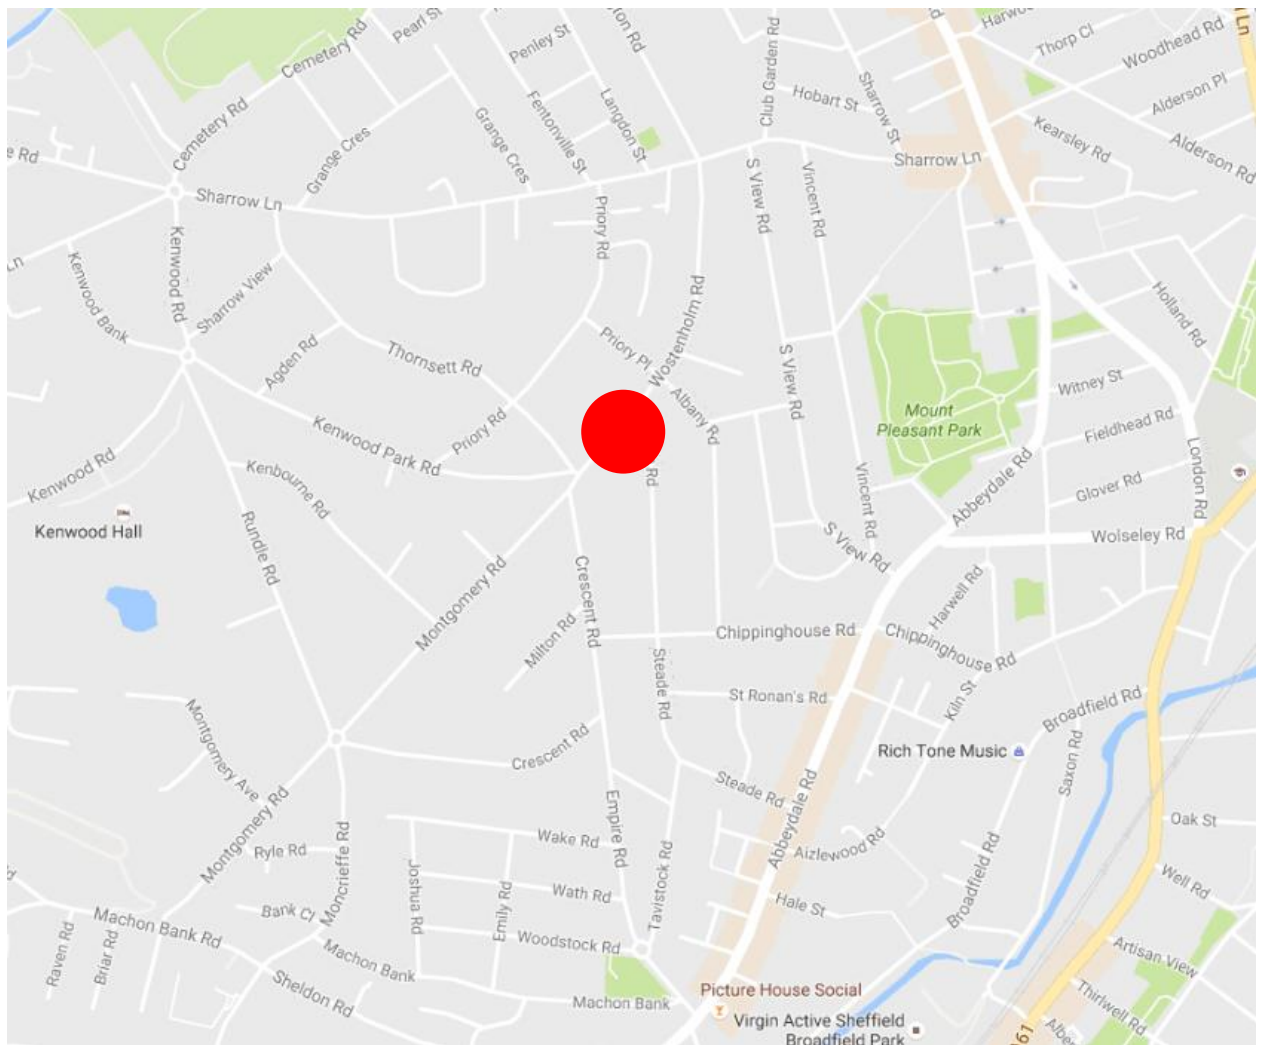 Cemetery Rd
Pearl St
Penley St
Club Garden Rd
Sharrow St
Rd
Thorp Cl
Woodhead Rd
Ln
Cemetery Rd
Grange Cres
Grange Cres
Fentonville St
Langdon St
Hobart St
Alderson Pl
Kearsley Rd
Alderson Rd
e Rd
Sharrow Ln
Sharrow Ln
Priory Rd
S View Rd
Vincent Rd
Ln
Kenwood Bank
Kenwood Rd
Sharrow View
Wostenholm Rd
Holland Rd
Agden Rd
Thornsett Rd
Priory Pl
Albany Rd
S View Rd
Witney St
Mount
Pleasant Park
Fieldhead Rd
Kenwood Park Rd
Priory Rd
London Rd
Kenwood Rd
Kenbourne Rd
Rd
Vincent Rd
Abbeydale Rd
Glover Rd
Kenwood Hall
Rundle Rd
S View Rd
Wolseley Rd
Montgomery Rd
Crescent Rd
Harwell Rd
Milton Rd
Chippinghouse Rd
Chippinghouse Rd
Steade Rd
St Ronan's Rd
Kiln St
Broadfield Rd
Montgomery Ave
Crescent Rd
Rich Tone Music
Saxon Rd
Steade Rd
Abbeydale Rd
Montgomery Rd
Empire Rd
Wake Rd
Aizlewood Rd
Oak St
Ryle Rd
Moncrieffe Rd
Joshua Rd
Emily Rd
Wath Rd
Tavistock Rd
Hale St
Broadfield Rd
Well Rd
Machon Bank Rd
Bank Ct
Woodstock Rd
Raven Rd
Briar Rd
Machon Bank
Artisan View
Sheldon Rd
Machon Bank
Picture House Social
Thirlwell Rd
Virgin Active Sheffield
Broadfield Park
A61